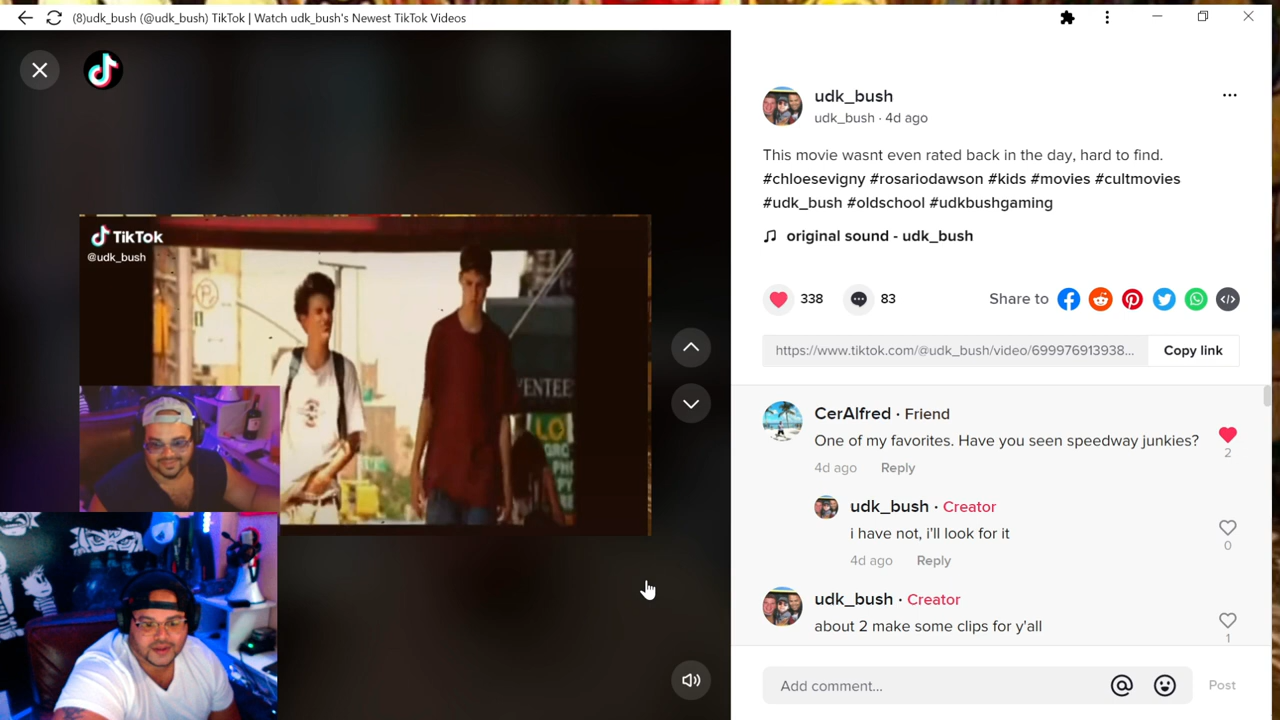 (8)udk_bush (@udk_bush) TikTok | Watch udk_bush's Newest TikTok Videos
TikTok
@udk_bush
udk_bush
udk_bush · 4d ago
This movie wasnt even rated back in the day, hard to find.
#chloesevigny #rosariodawson #kids #movies #cultmovies
#udk_bush #oldschool #udkbushgaming
original sound - udk_bush
338
83
Share to
https://www.tiktok.com/@udk_bush/video/699976913938...
Copy link
CerAlfred · Friend
One of my favorites. Have you seen speedway junkies?
2
4d ago
Reply
udk_bush · Creator
i have not, i'll look for it
0
4d ago
Reply
udk_bush · Creator
about 2 make some clips for y'all
1
Add comment...
Post